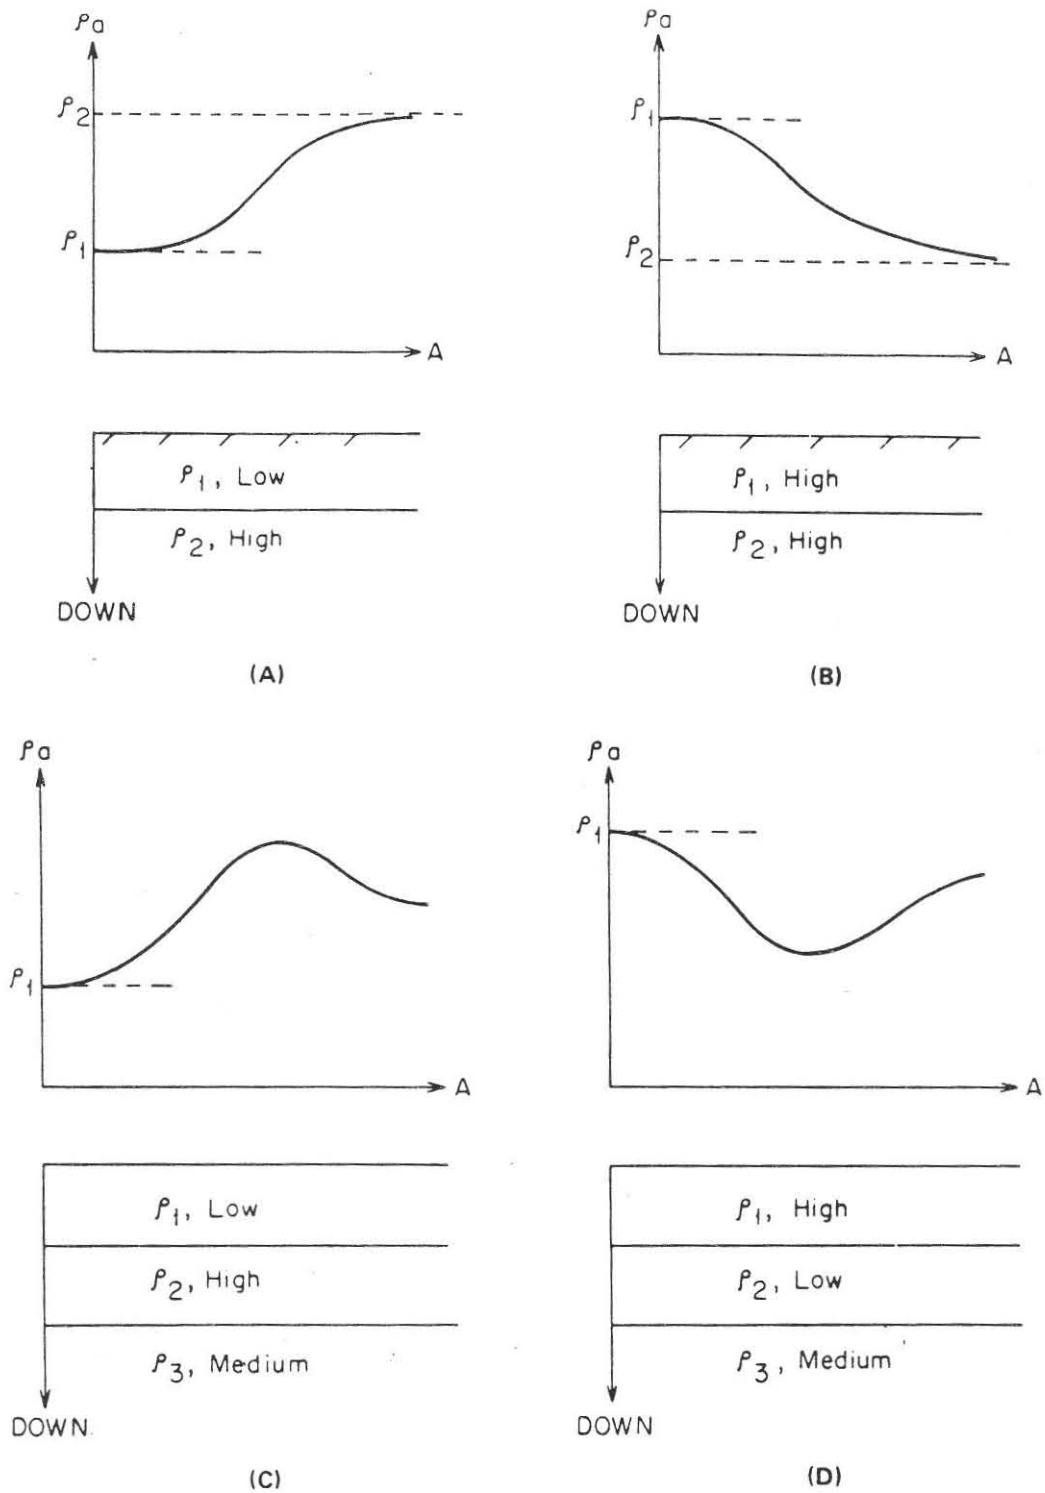 ρa
ρ2
ρ1
A
ρ1, Low
ρ2, High
DOWN
(A)
ρa
ρ1
ρ2
A
ρ1, High
ρ2, High
DOWN
(B)
ρa
ρ1
A
ρ1, Low
ρ2, High
ρ3, Medium
DOWN
(C)
ρa
ρ1
A
ρ1, High
ρ2, Low
ρ3, Medium
DOWN
(D)